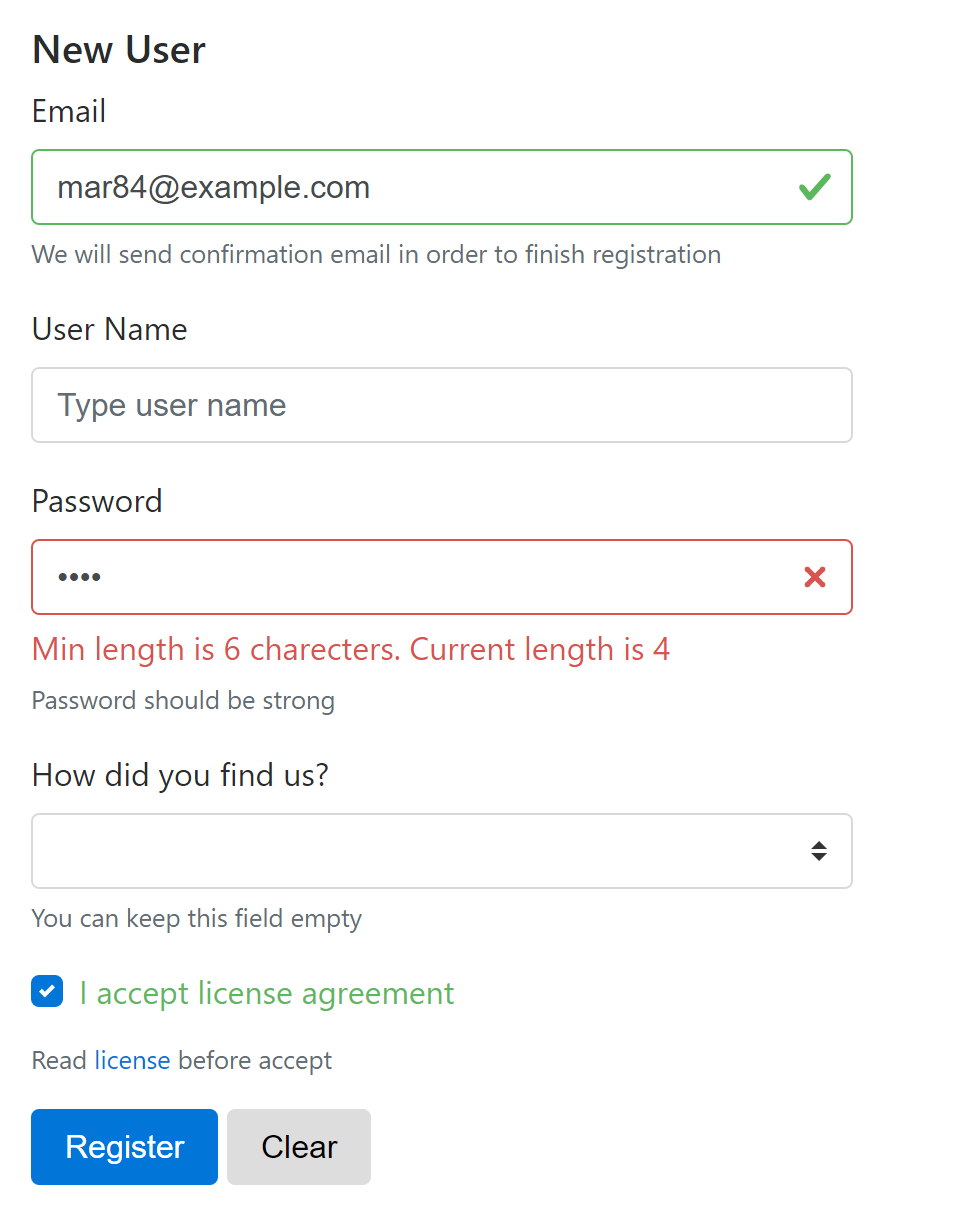 New User
Email
mar84@example.com
We will send confirmation email in order to finish registration
User Name
Type user name
Password
••••
Min length is 6 charecters. Current length is 4
Password should be strong
How did you find us?
You can keep this field empty
I accept license agreement
Read license before accept
Register Clear